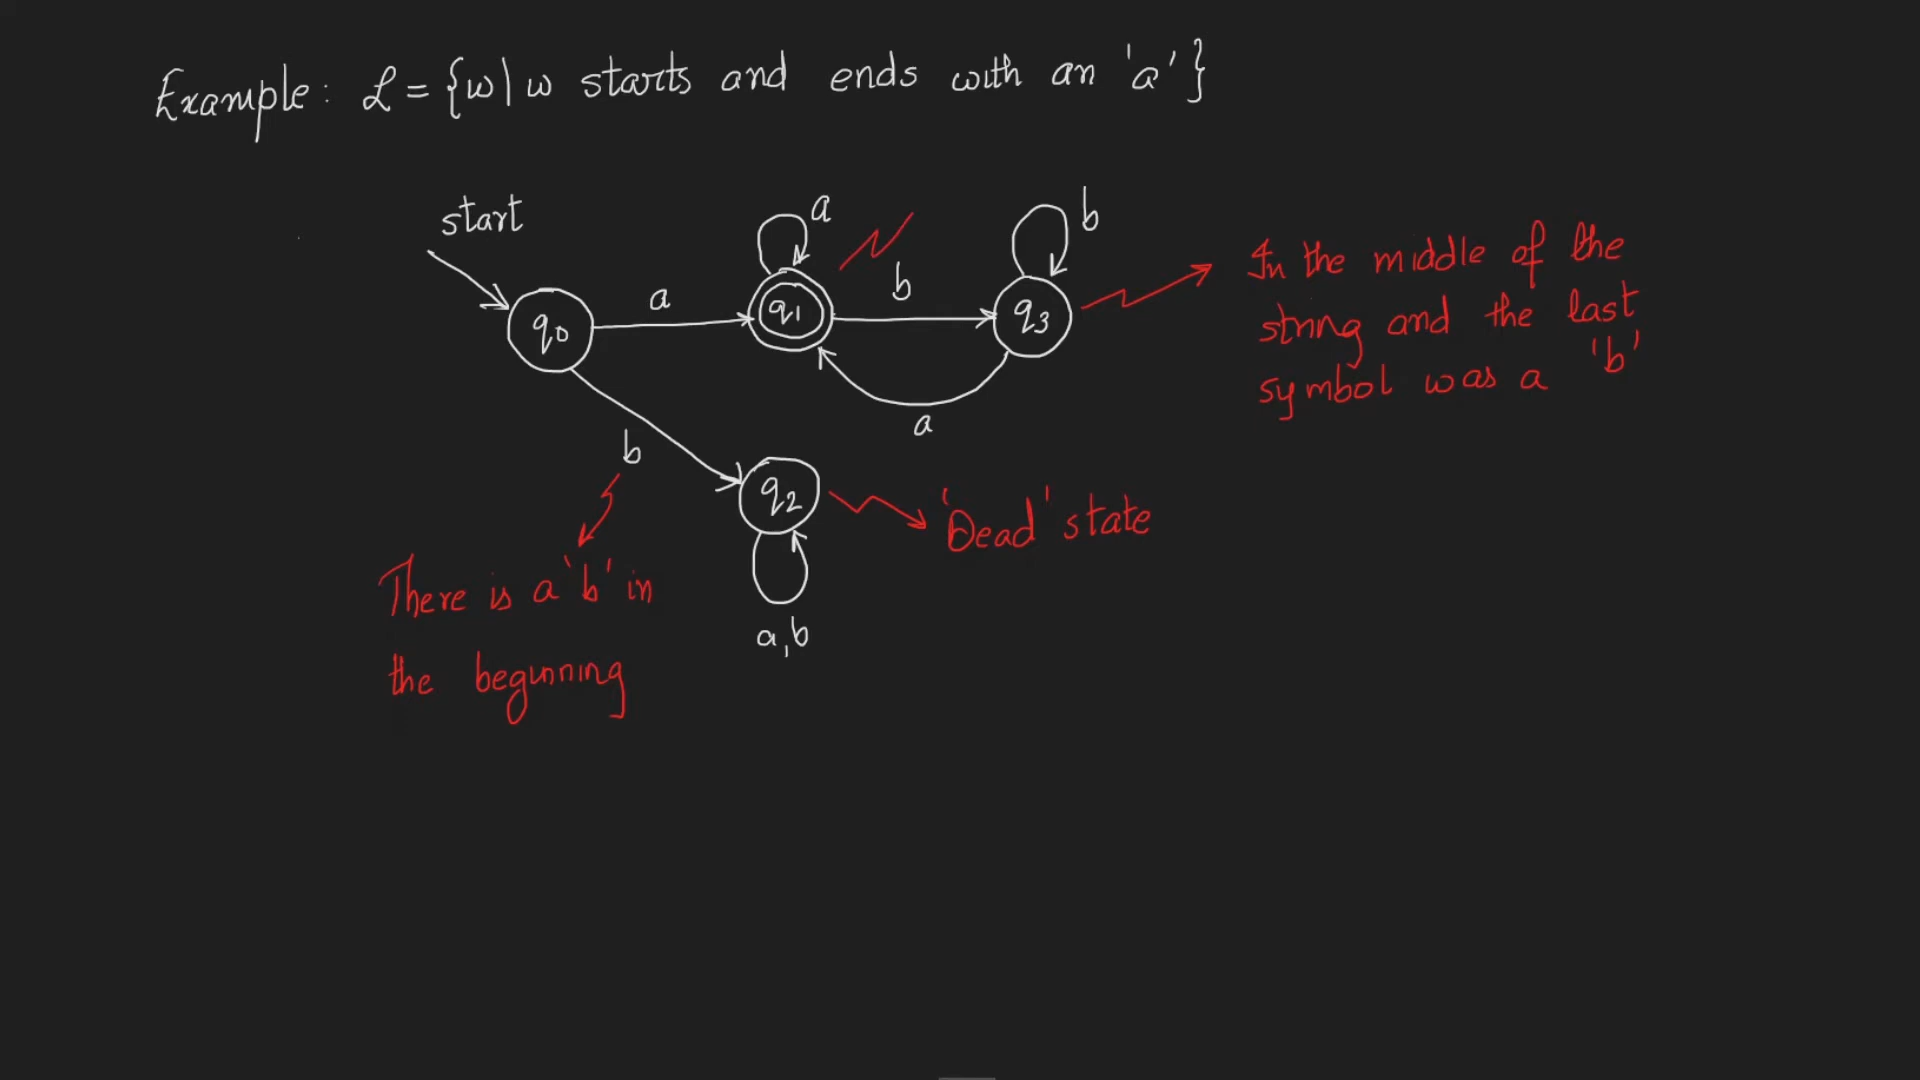 Example: L = {w | w starts and ends with an 'a'}
start
a
b
a
b
q0
q1
q3
In the middle of the
string and the last
symbol was a 'b'
a
b
q2
'Dead' state
There is a 'b' in
the beginning
a,b